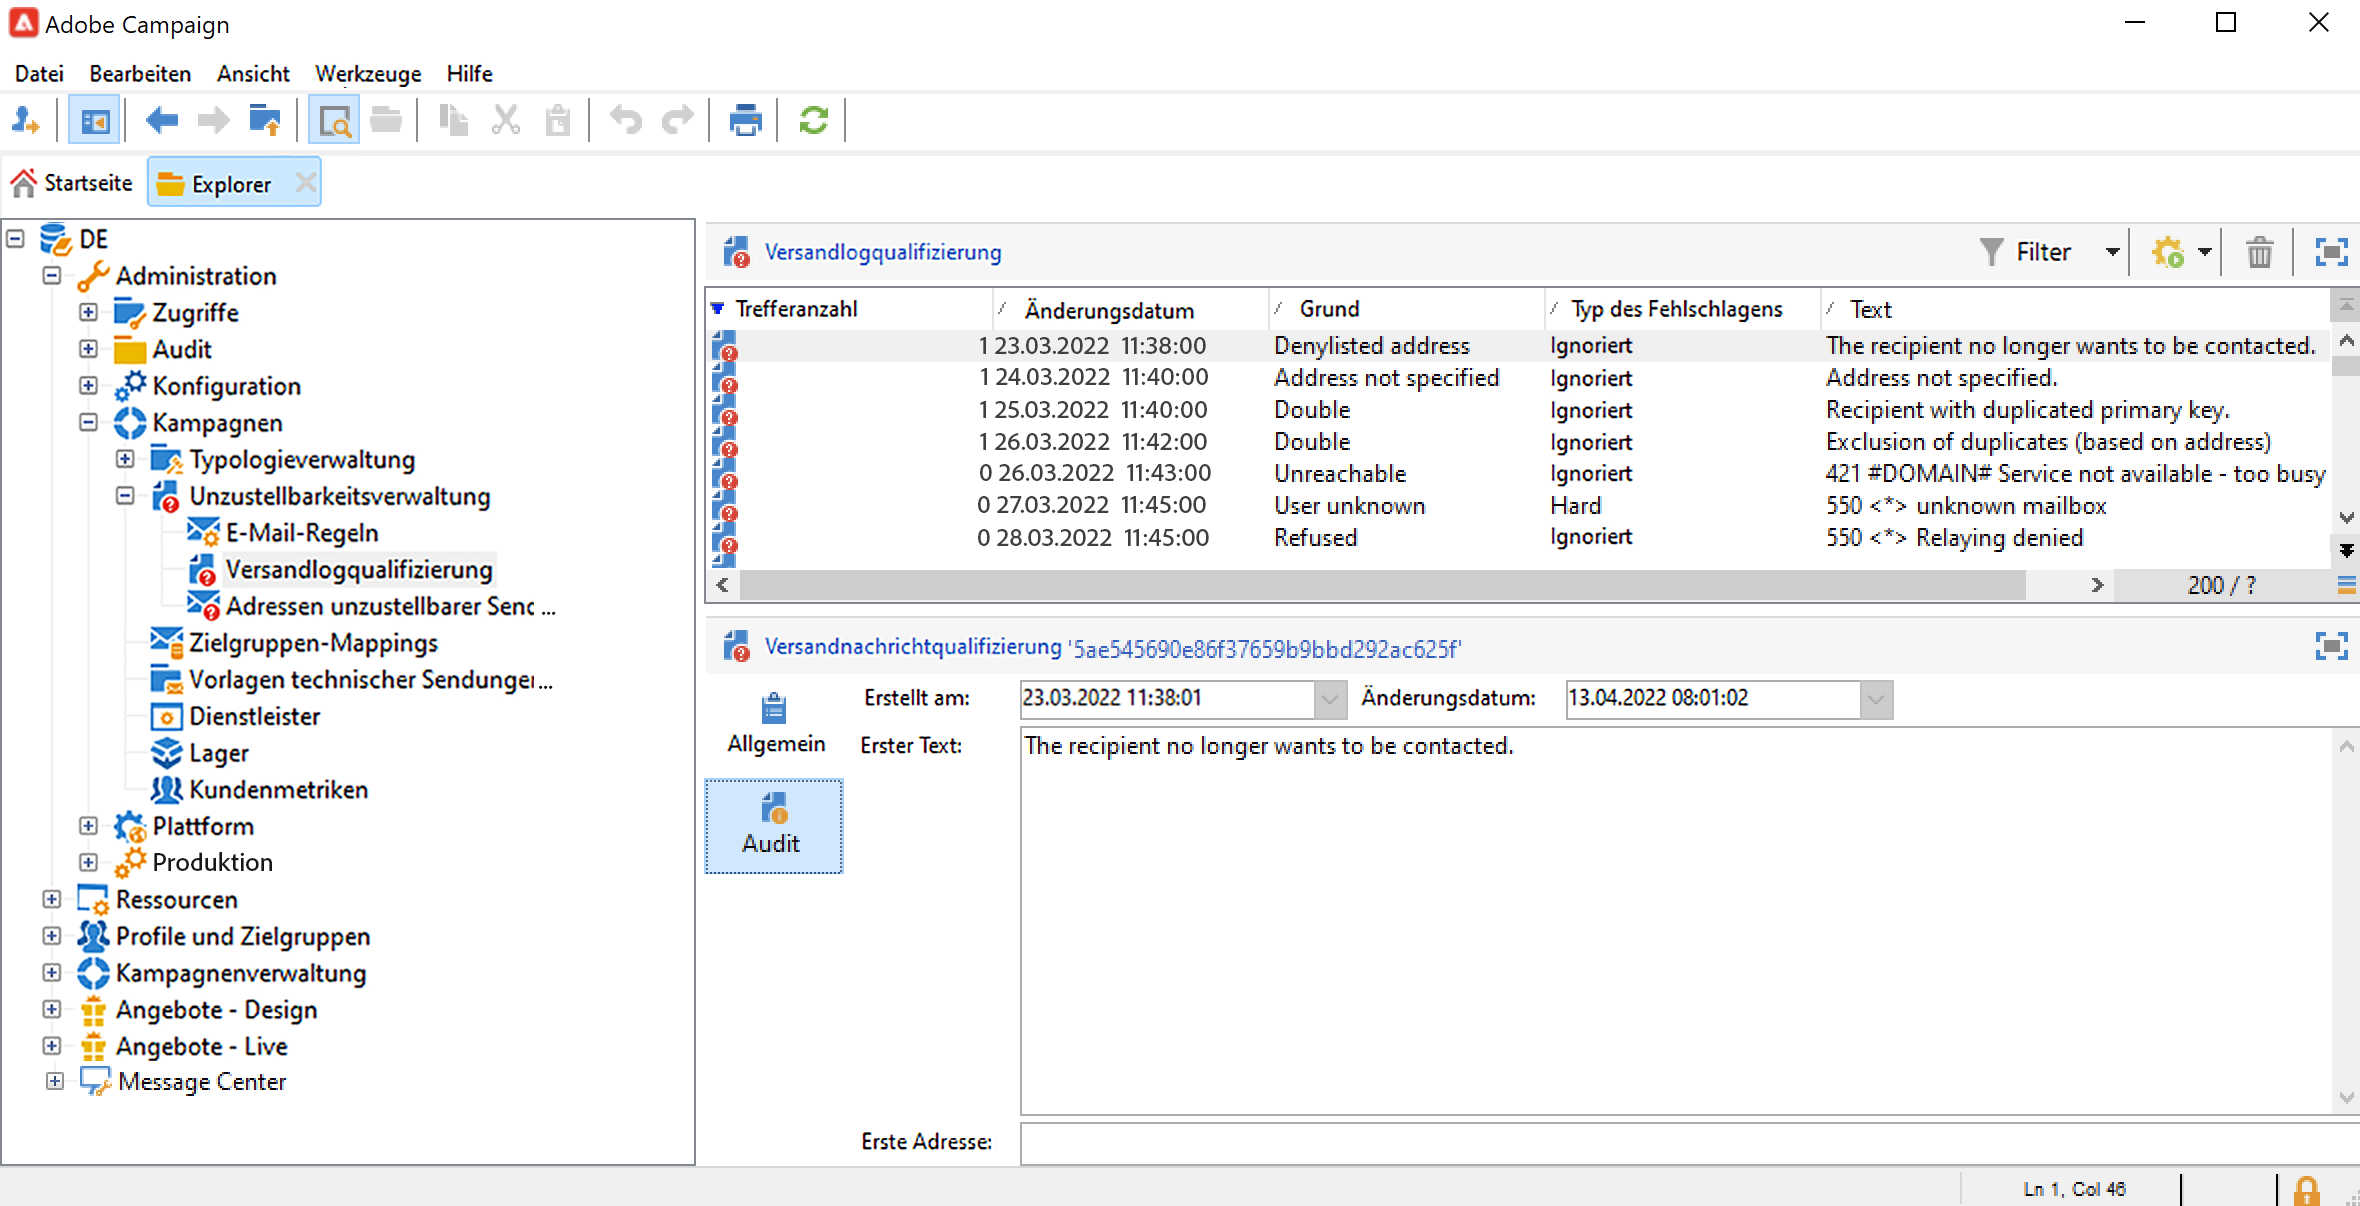 Adobe Campaign
Datei Bearbeiten Ansicht Werkzeuge Hilfe
Startseite Explorer
DE
Administration
Zugriffe
Audit
Konfiguration
Kampagnen
Typologieverwaltung
Unzustellbarkeitsverwaltung
E-Mail-Regeln
Versandlogqualifizierung
Adressen unzustellbarer Senc ...
Zielgruppen-Mappings
Vorlagen technischer Sendunger...
Dienstleister
Lager
Kundenmetriken
Plattform
Produktion
Ressourcen
Profile und Zielgruppen
Kampagnenverwaltung
Angebote - Design
Angebote - Live
Message Center
Versandlogqualifizierung Filter
Trefferanzahl Änderungsdatum Grund Typ des Fehlschlagens Text
1 23.03.2022 11:38:00 Denylisted address Ignoriert The recipient no longer wants to be contacted.
1 24.03.2022 11:40:00 Address not specified Ignoriert Address not specified.
1 25.03.2022 11:40:00 Double Ignoriert Recipient with duplicated primary key.
1 26.03.2022 11:42:00 Double Ignoriert Exclusion of duplicates (based on address)
0 26.03.2022 11:43:00 Unreachable Ignoriert 421 #DOMAIN# Service not available - too busy
0 27.03.2022 11:45:00 User unknown Hard 550 <*> unknown mailbox
0 28.03.2022 11:45:00 Refused Ignoriert 550 <*> Relaying denied
200 / ?
Versandnachrichtqualifizierung '5ae545690e86f37659b9bbd292ac625f'
Allgemein
Audit
Erstellt am: 23.03.2022 11:38:01 Änderungsdatum: 13.04.2022 08:01:02
Erster Text: The recipient no longer wants to be contacted.
Erste Adresse:
Ln 1, Col 46